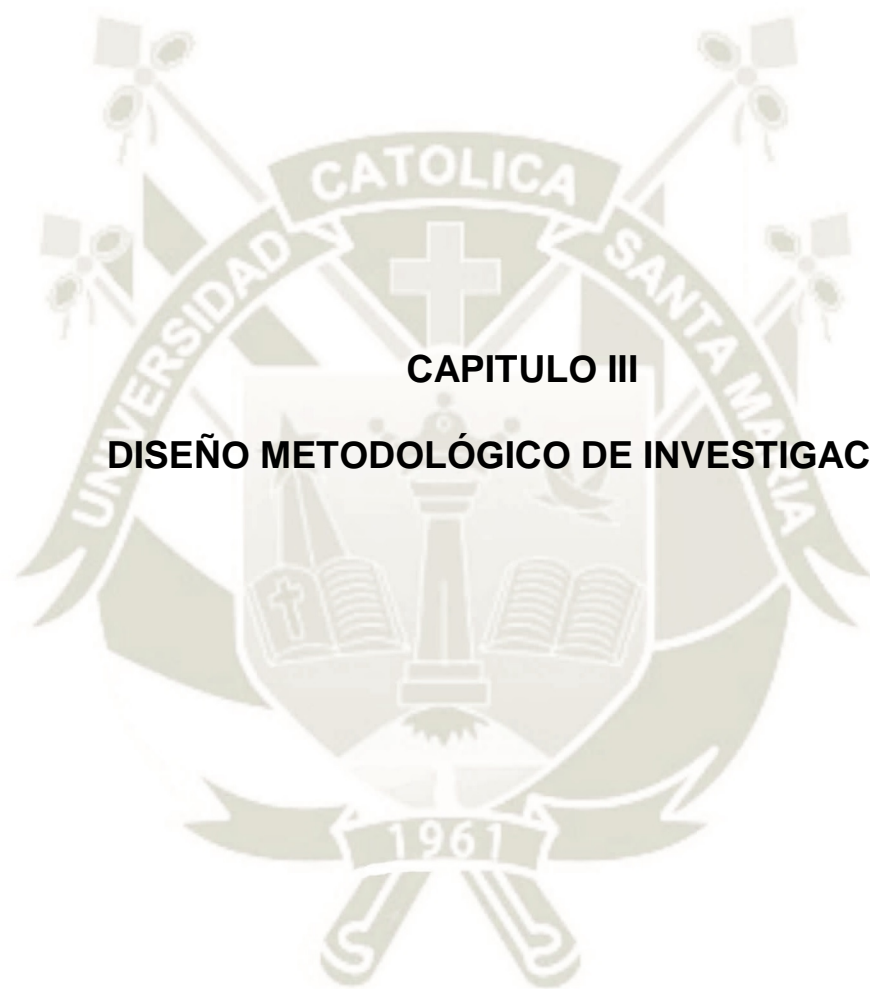 CATOLICA
UNIVERSIDAD
SANTA MARIA
CAPITULO III
DISEÑO METODOLÓGICO DE INVESTIGAC
1961